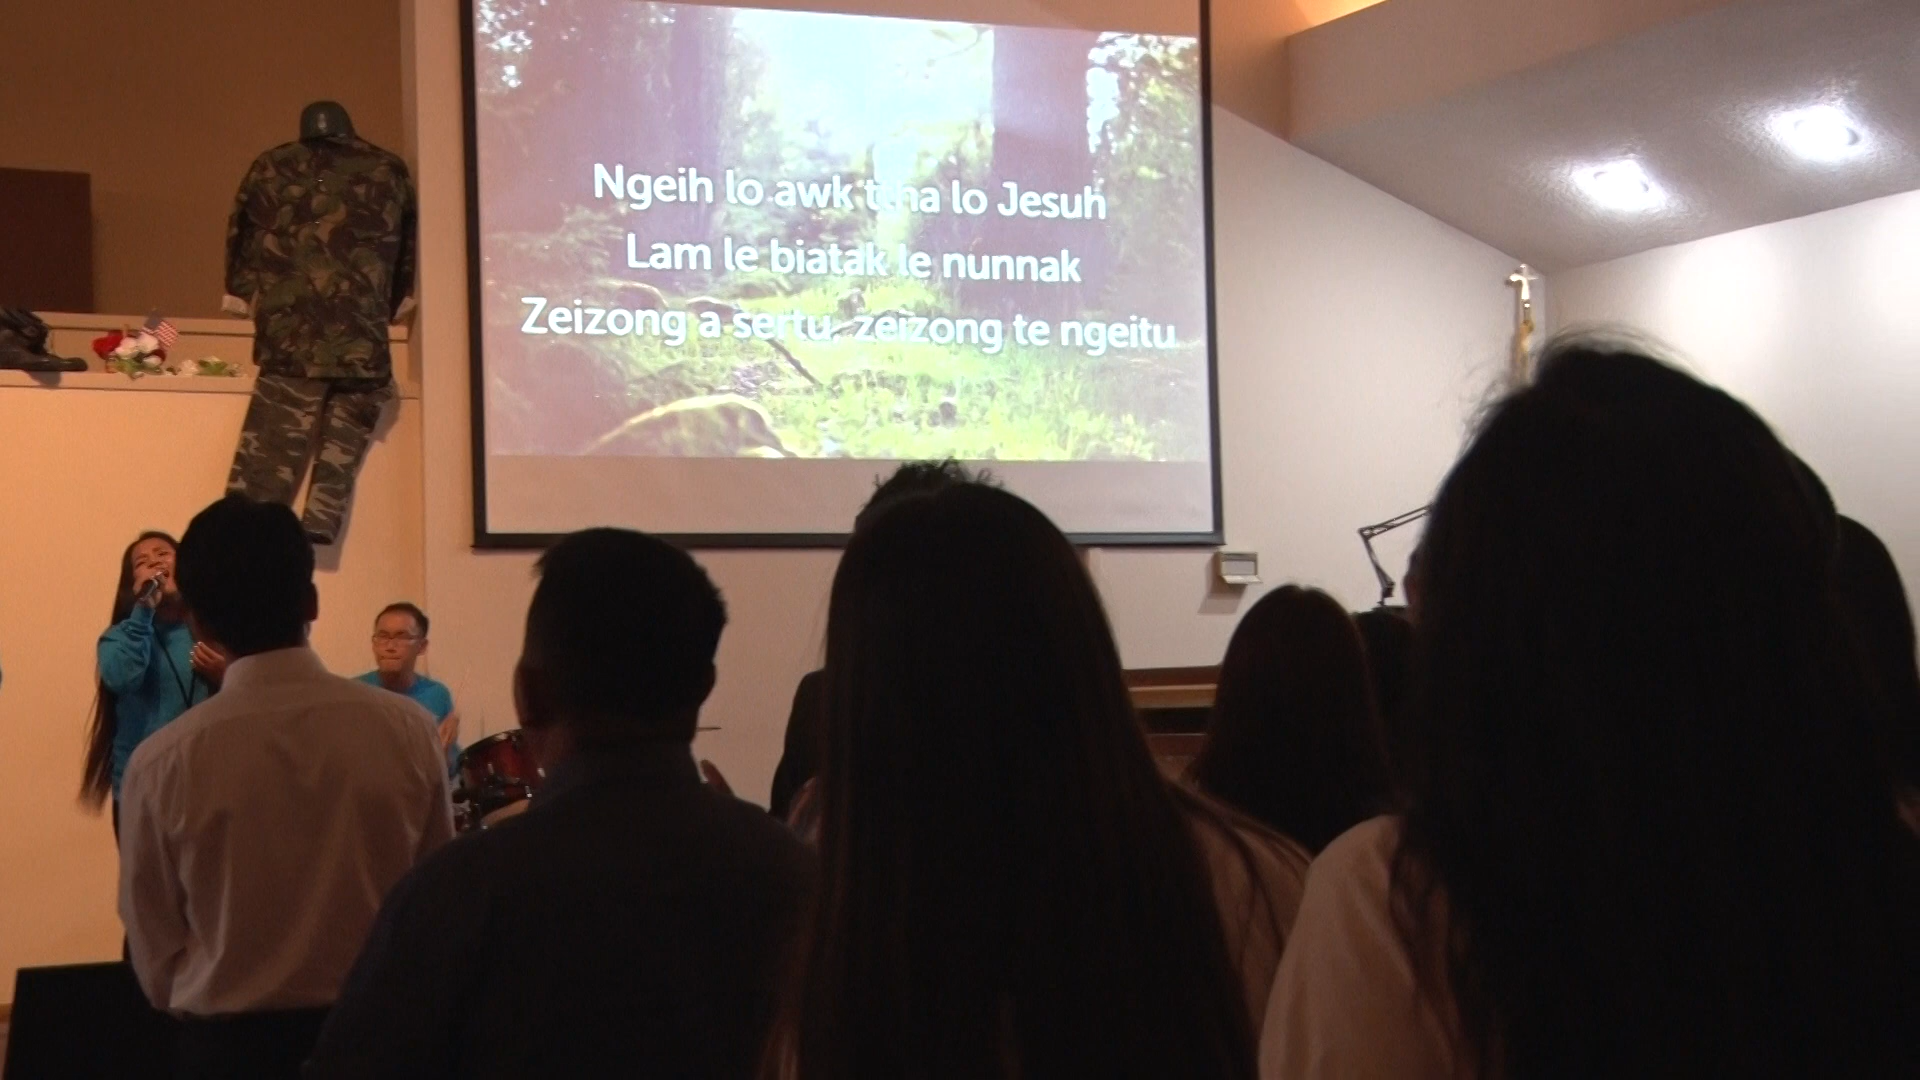 Ngeih lo awk lo Jesuh
Lam le biatak le nunnak
Zeizong a sertu, zeizong te ngeitu